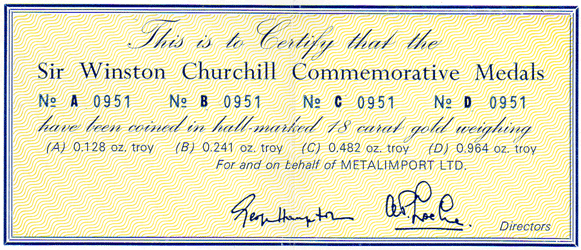 This is to Certify that the
Sir Winston Churchill Commemorative Medals
№ A 0951 № B 0951 № C 0951 № D 0951
have been coined in hall-marked 18 carat gold weighing
(A) 0.128 oz. troy (B) 0.241 oz. troy (C) 0.482 oz. troy (D) 0.964 oz. troy
For and on behalf of METALIMPORT LTD.
Directors